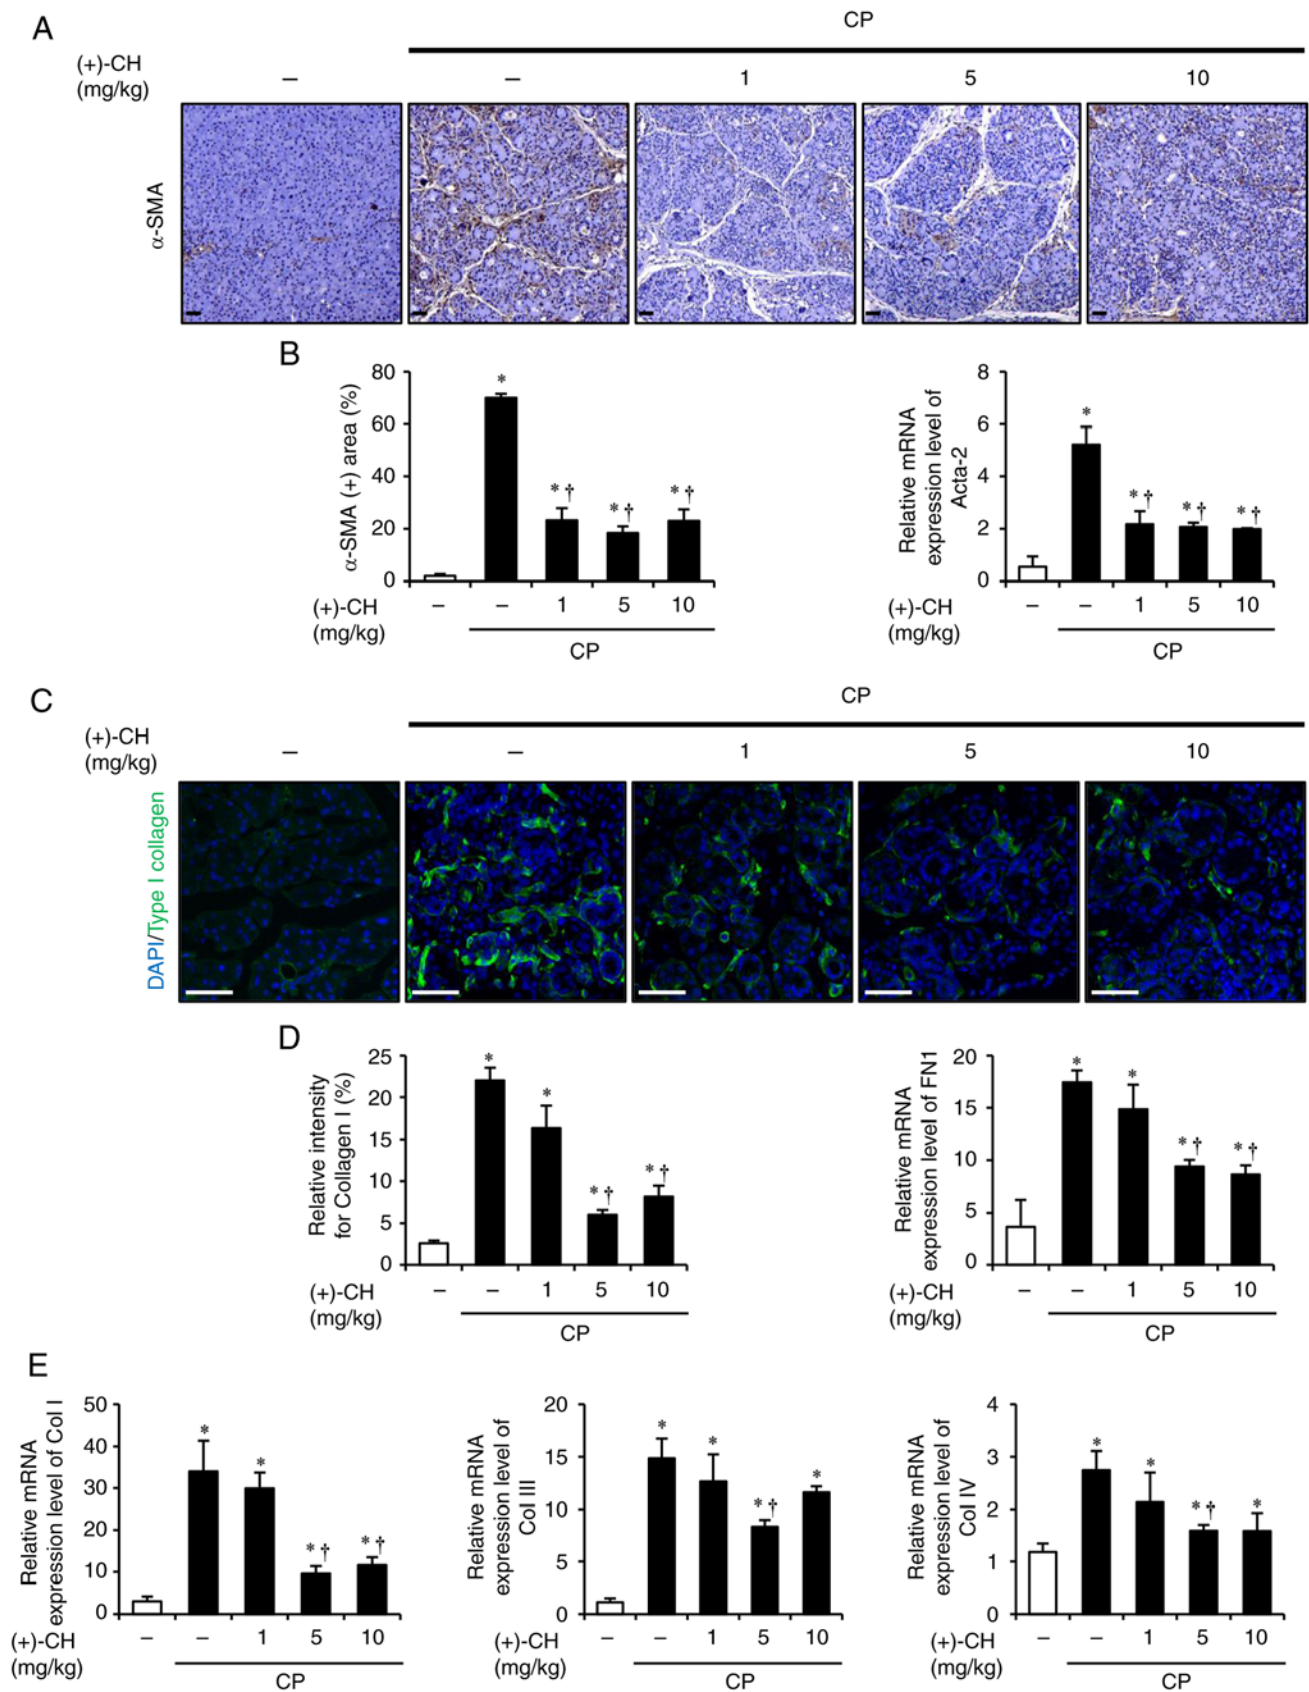 A
CP
(+)-CH
(mg/kg)
–
–
1
5
10
α-SMA
B
α-SMA (+) area (%)
80
60
40
20
0
*
* †
* †
* †
(+)-CH
(mg/kg)
–
–
1
5
10
CP
Relative mRNA
expression level of
Acta-2
8
6
4
2
0
*
* †
* †
* †
(+)-CH
(mg/kg)
–
–
1
5
10
CP
C
CP
(+)-CH
(mg/kg)
–
–
1
5
10
DAPI/Type I collagen
D
Relative intensity
for Collagen I (%)
25
20
15
10
5
0
*
*
* †
* †
(+)-CH
(mg/kg)
–
–
1
5
10
CP
Relative mRNA
expression level of FN1
20
15
10
5
0
*
*
* †
* †
(+)-CH
(mg/kg)
–
–
1
5
10
CP
E
Relative mRNA
expression level of Col I
50
40
30
20
10
0
*
*
* †
* †
(+)-CH
(mg/kg)
–
–
1
5
10
CP
Relative mRNA
expression level of
Col III
20
15
10
5
0
*
*
* †
*
(+)-CH
(mg/kg)
–
–
1
5
10
CP
Relative mRNA
expression level of
Col IV
4
3
2
1
0
*
*
* †
*
(+)-CH
(mg/kg)
–
–
1
5
10
CP